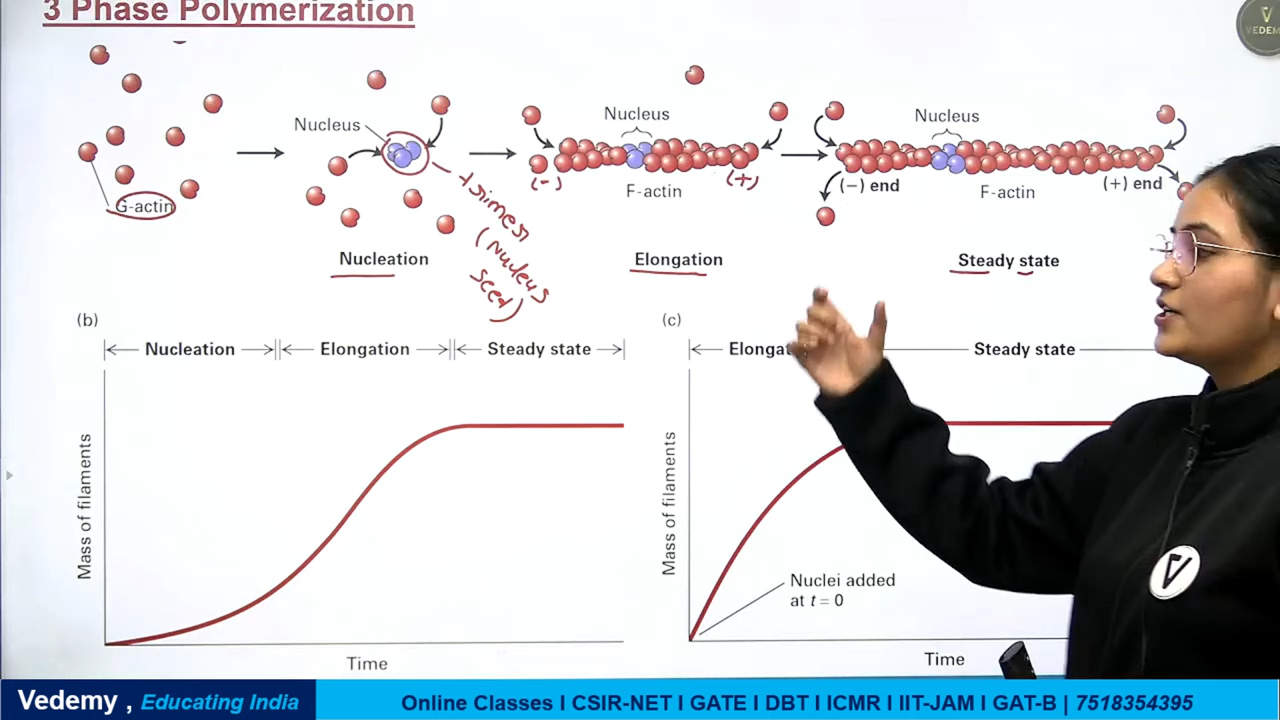 3 Phase Polymerization
VEDEM
Nucleus
Nucleus
Nucleus
G-actin
(-)
F-actin
(+)
(−) end
F-actin
(+) end
trimer
(Nucleus
seed)
Nucleation
Elongation
Steady state
(b)
Nucleation
Elongation
Steady state
Mass of filaments
Time
(c)
Steady state
Mass of filaments
Nuclei added
at t = 0
Time
Vedemy , Educating India
Online Classes I CSIR-NET I GATE I DBT I ICMR I IIT-JAM I GAT-B | 7518354395